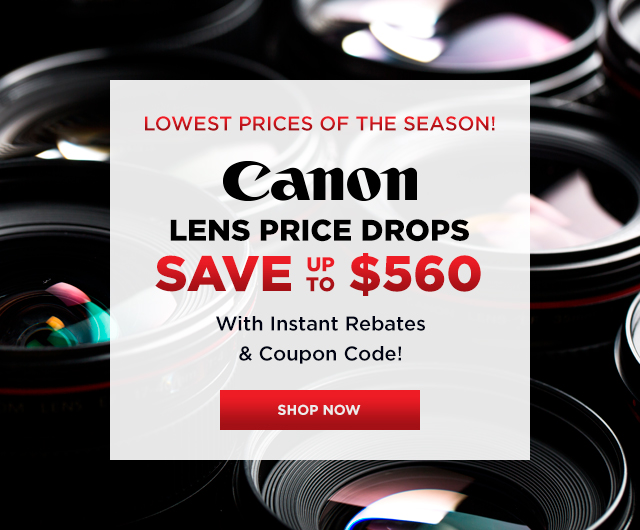 LOWEST PRICES OF THE SEASON!
Canon
LENS PRICE DROPS
SAVE UP TO $560
With Instant Rebates
& Coupon Code!
SHOP NOW